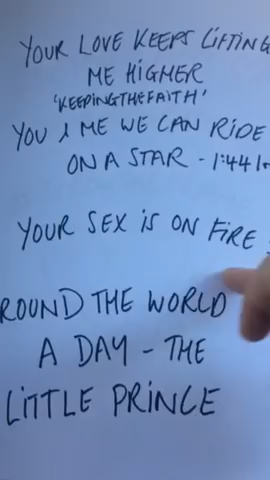 YOUR LOVE KEEPS LIFTING
ME HIGHER
'KEEPINGTHEFAITH'
YOU & ME WE CAN RIDE
ON A STAR - 1:44
YOUR SEX iS ON FiRE
ROUND THE WORLD
A DAY - THE
LiTTLE PRiNCE